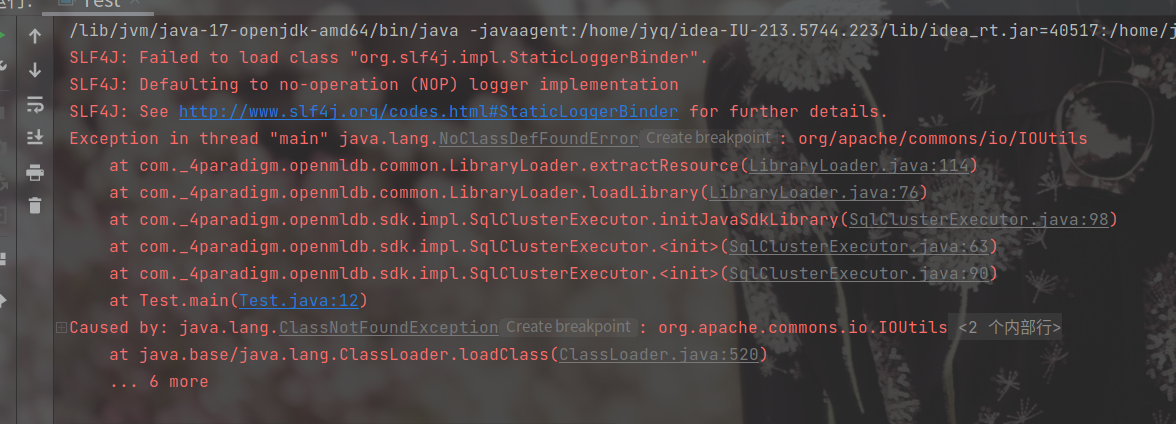 Test
/lib/jvm/java-17-openjdk-amd64/bin/java -javaagent:/home/jyq/idea-IU-213.5744.223/lib/idea_rt.jar=40517:/home/j
SLF4J: Failed to load class "org.slf4j.impl.StaticLoggerBinder".
SLF4J: Defaulting to no-operation (NOP) logger implementation
SLF4J: See http://www.slf4j.org/codes.html#StaticLoggerBinder for further details.
Exception in thread "main" java.lang.NoClassDefFoundError Create breakpoint : org/apache/commons/io/IOUtils
at com._4paradigm.openmldb.common.LibraryLoader.extractResource(LibraryLoader.java:114)
at com._4paradigm.openmldb.common.LibraryLoader.loadLibrary(LibraryLoader.java:76)
at com._4paradigm.openmldb.sdk.impl.SqlClusterExecutor.initJavaSdkLibrary(SqlClusterExecutor.java:98)
at com._4paradigm.openmldb.sdk.impl.SqlClusterExecutor.<init>(SqlClusterExecutor.java:63)
at com._4paradigm.openmldb.sdk.impl.SqlClusterExecutor.<init>(SqlClusterExecutor.java:90)
at Test.main(Test.java:12)
Caused by: java.lang.ClassNotFoundException Create breakpoint : org.apache.commons.io.IOUtils <2 个内部行>
at java.base/java.lang.ClassLoader.loadClass(ClassLoader.java:520)
... 6 more